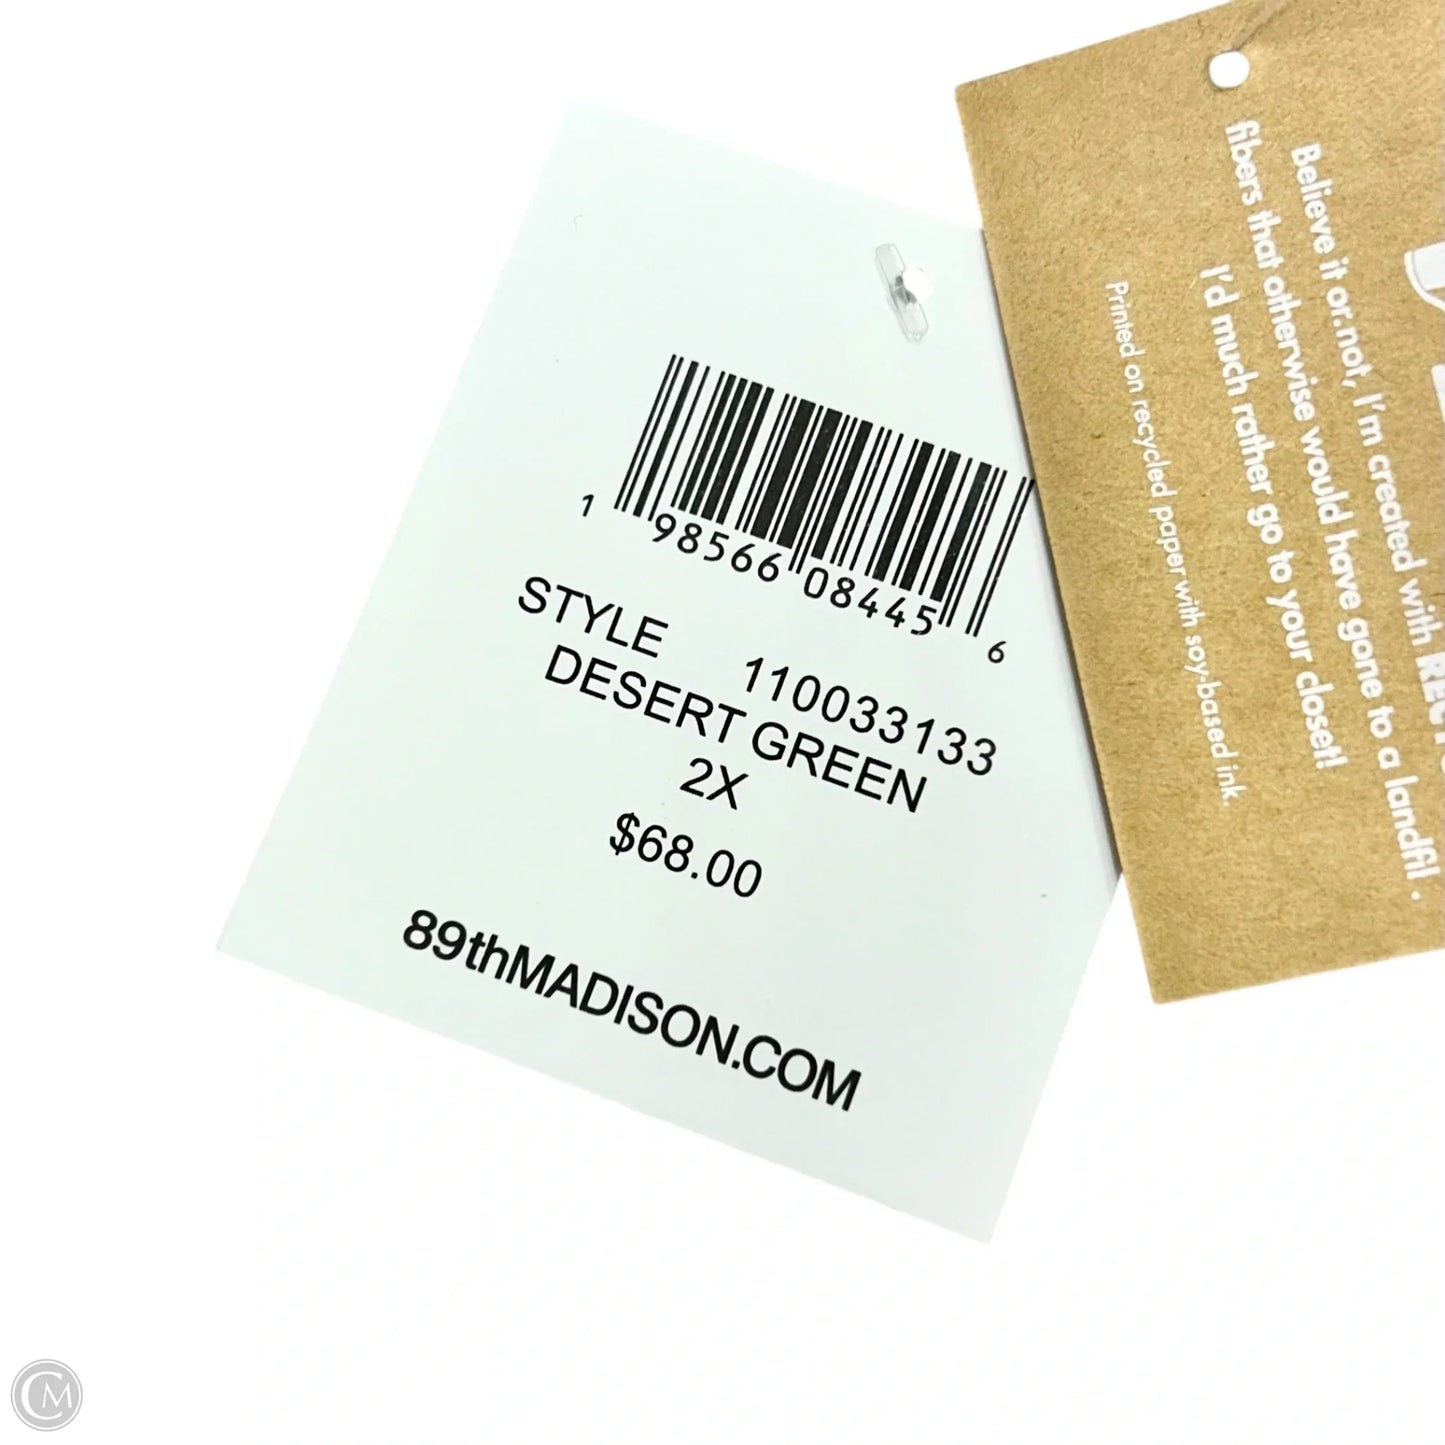 1 98566 08445 6
STYLE 110033133
DESERT GREEN
2X
$68.00
89thMADISON.COM
Believe it or not, I'm created with
fibers that otherwise would have gone to a landfill.
I'd much rather go to your closet!
Printed on recycled paper with soy-based ink.
CM